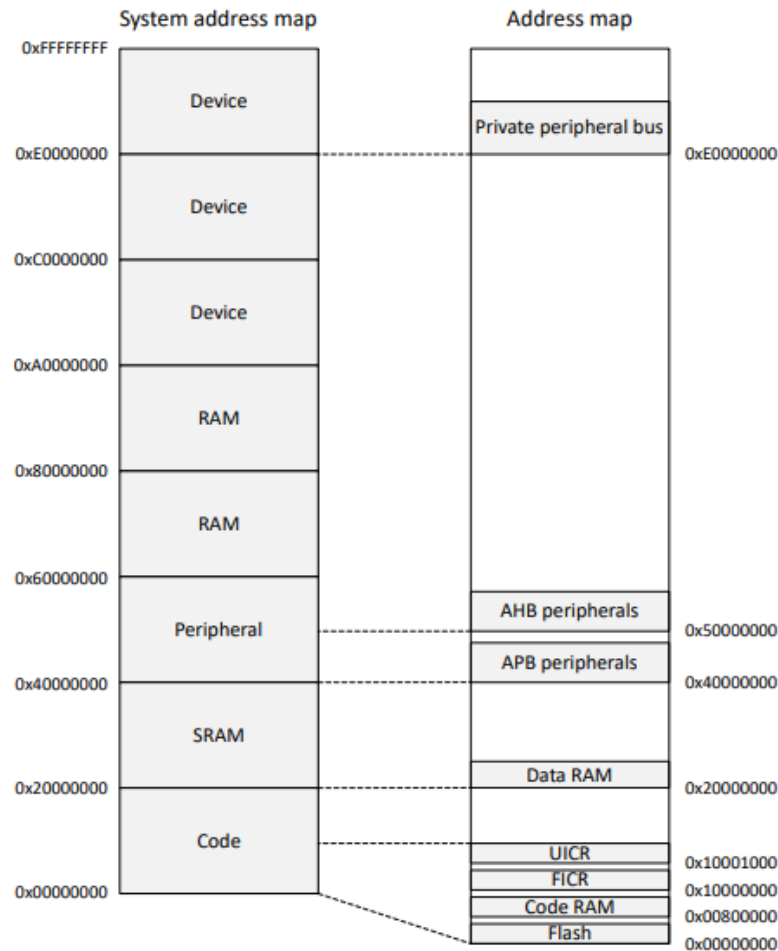 System address map
Address map
0xFFFFFFFF
Device
Private peripheral bus
0xE0000000
0xE0000000
Device
0xC0000000
Device
0xA0000000
RAM
0x80000000
RAM
0x60000000
AHB peripherals
Peripheral
0x50000000
APB peripherals
0x40000000
0x40000000
SRAM
Data RAM
0x20000000
0x20000000
Code
UICR
0x10001000
FICR
0x00000000
0x10000000
Code RAM
0x00800000
Flash
0x00000000